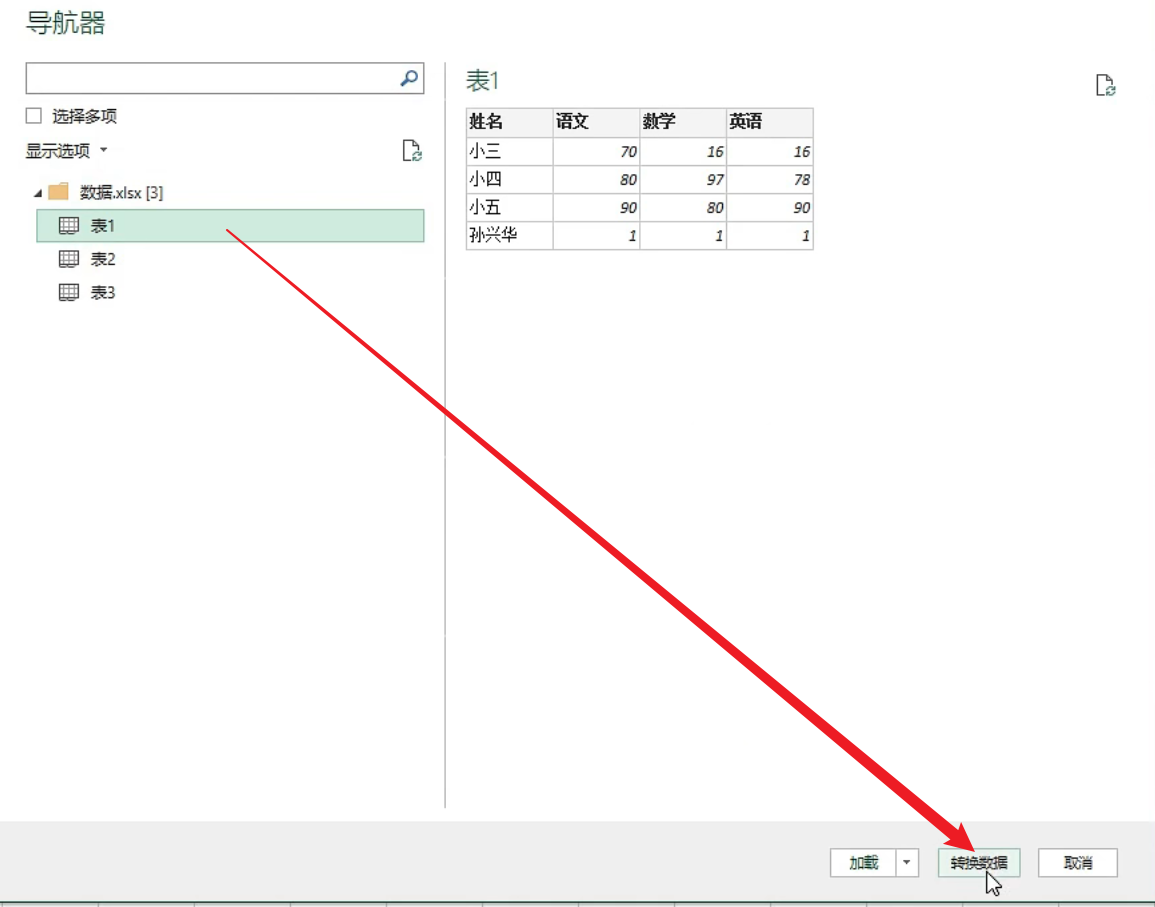 导航器
选择多项
显示选项
数据.xlsx [3]
表1
表2
表3
表1
姓名 语文 数学 英语
小三 70 16 16
小四 80 97 78
小五 90 80 90
孙兴华 1 1 1
加载 转换数据 取消